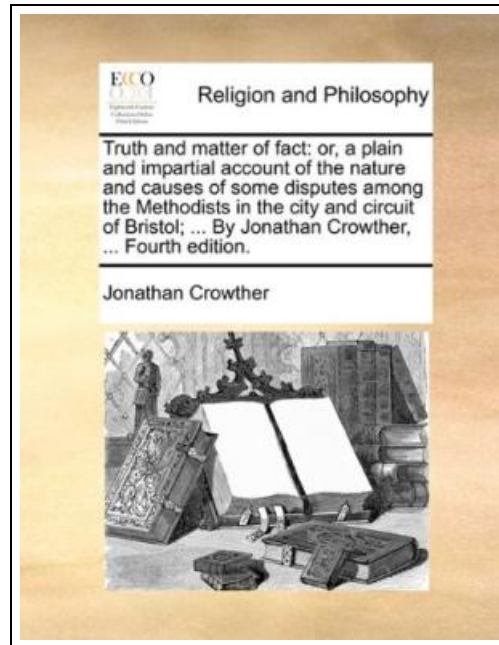 ECCO
Religion and Philosophy
Truth and matter of fact: or, a plain
and impartial account of the nature
and causes of some disputes among
the Methodists in the city and circuit
of Bristol; ... By Jonathan Crowther,
... Fourth edition.
Jonathan Crowther